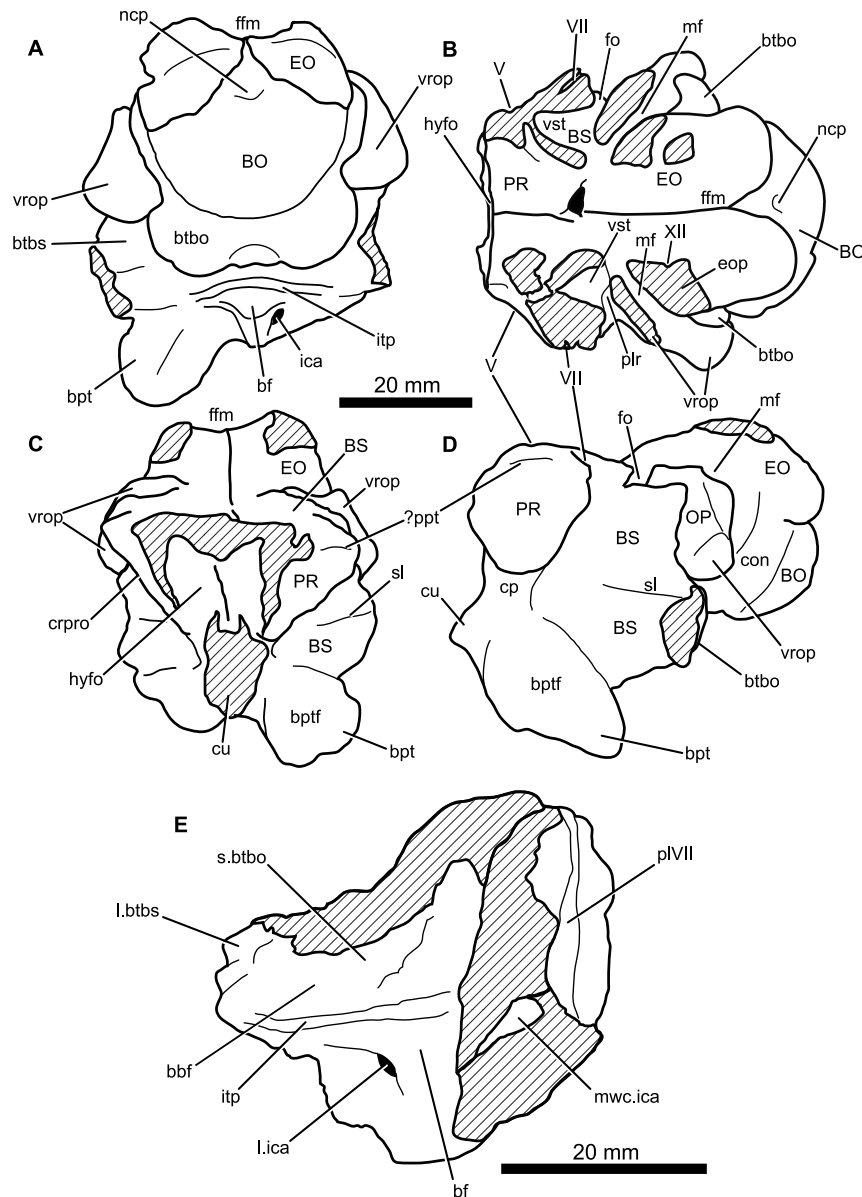 A
ncp
ffm
EO
vrop
BO
vrop
btbs
btbo
itp
ica
bf
bpt
20 mm
B
VII
fo
mf
btbo
V
hyfo
vst
BS
ncp
PR
EO
ffm
vst
mf
XII
eop
BO
V
VII
plr
vrop
btbo
C
ffm
BS
EO
vrop
vrop
?ppt
PR
sl
crpro
BS
hyfo
bptf
cu
bpt
D
fo
mf
EO
PR
OP
BS
con
BO
cp
sl
cu
BS
vrop
btbo
bptf
bpt
E
s.btbo
plVII
l.btbs
bbf
itp
mwc.ica
l.ica
bf
20 mm